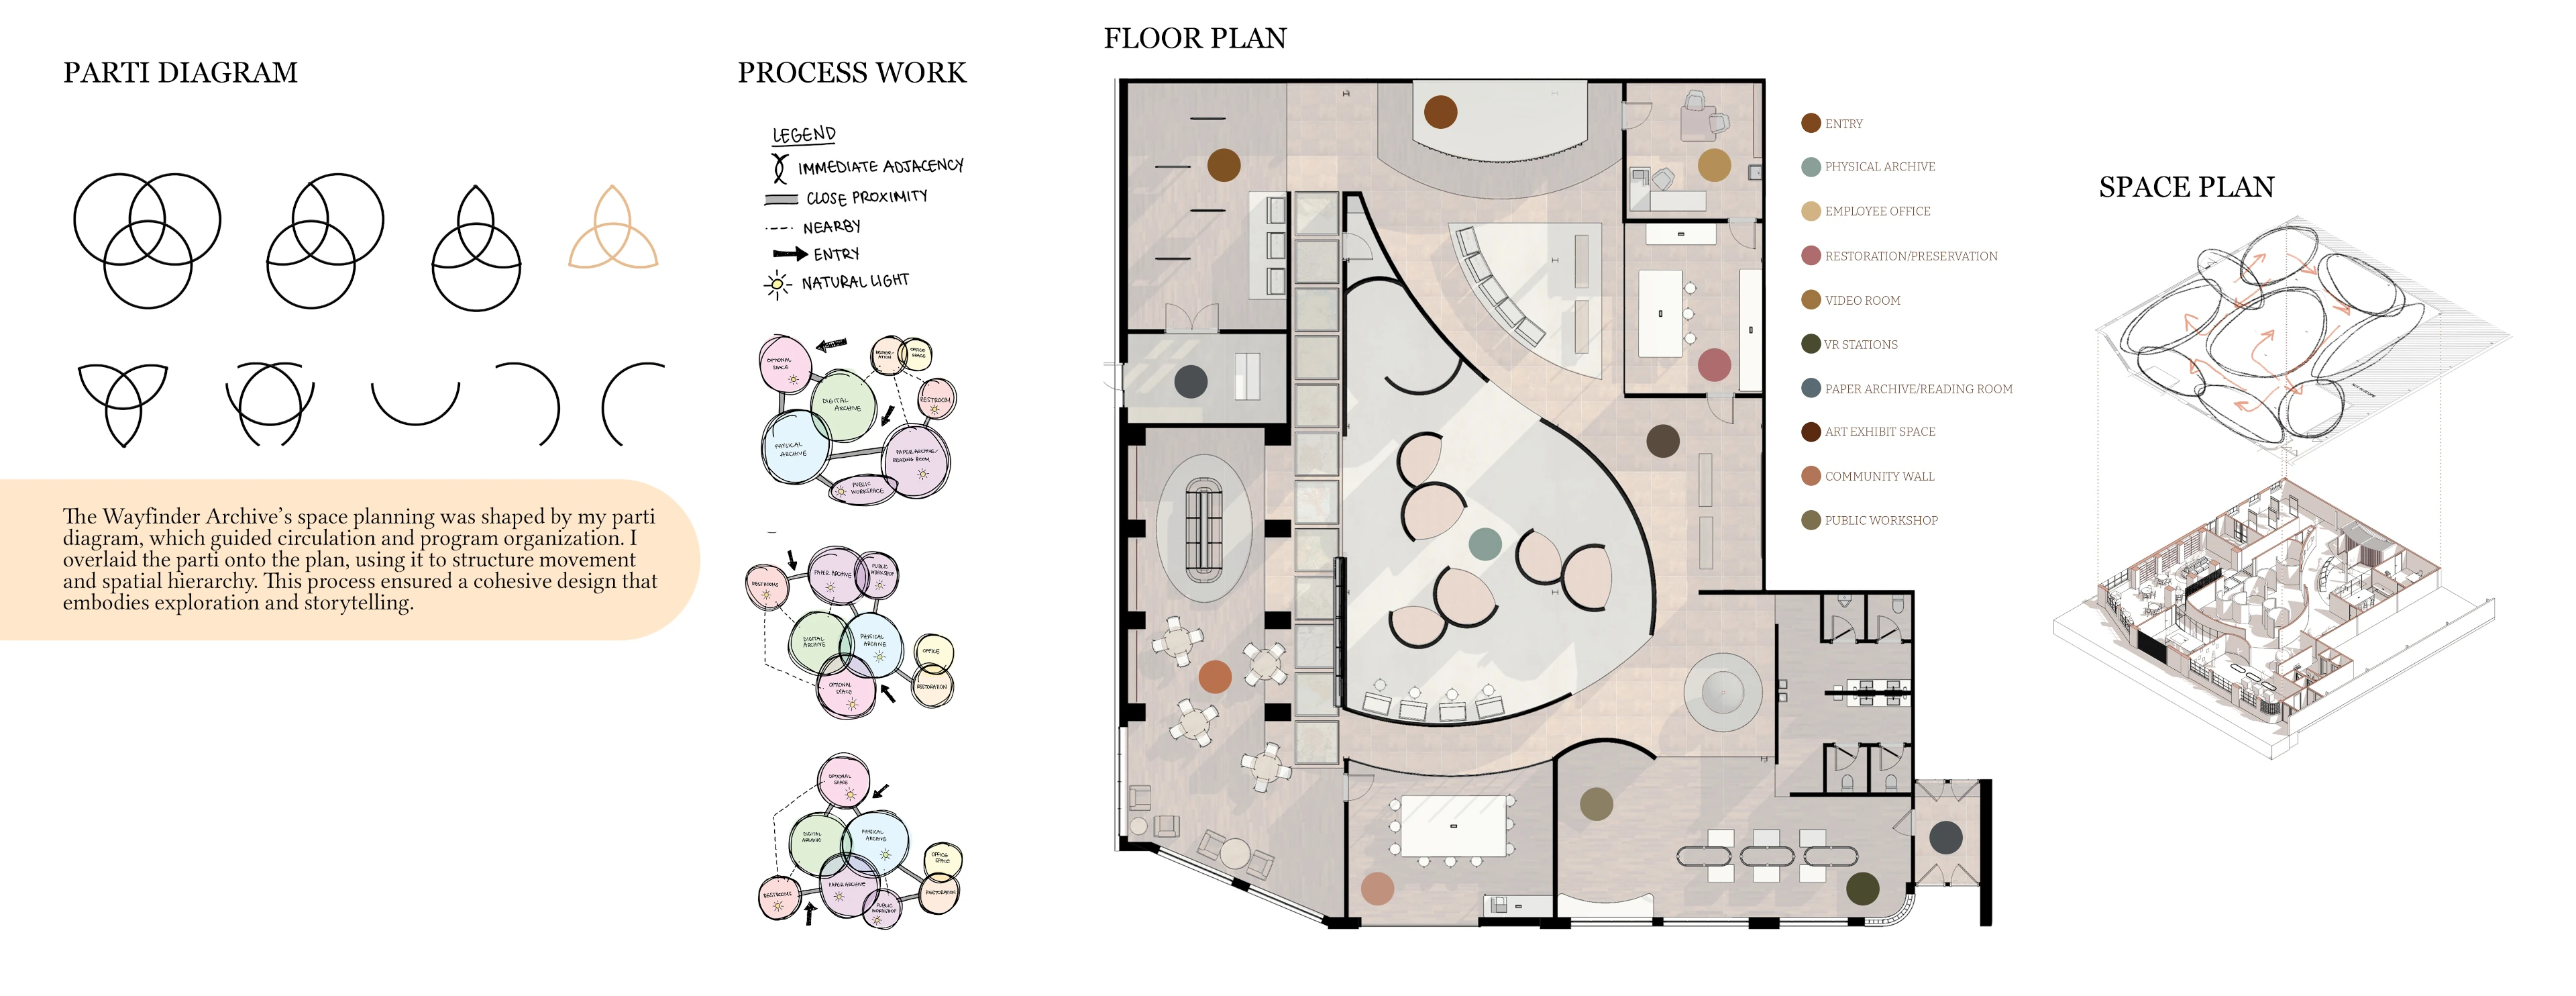 PARTI DIAGRAM
The Wayfinder Archive's space planning was shaped by my parti
diagram, which guided circulation and program organization. I
overlaid the parti onto the plan, using it to structure movement
and spatial hierarchy. This process ensured a cohesive design that
embodies exploration and storytelling.
PROCESS WORK
LEGEND
IMMEDIATE ADJACENCY
CLOSE PROXIMITY
NEARBY
ENTRY
NATURAL LIGHT
OPTIONAL
SPACE
OFFICE
SPACE
DIGITAL
ARCHIVE
RESTROOM
PHYSICAL
ARCHIVE
PAPER ARCHIVE/
READING ROOM
PUBLIC
WORKSPACE
RESTROOMS
PAPER ARCHIVE
PUBLIC
WORKSHOP
DIGITAL
ARCHIVE
PHYSICAL
ARCHIVE
OFFICE
OPTIONAL
SPACE
RESTORATION
OPTIONAL
SPACE
DIGITAL
ARCHIVE
PHYSICAL
ARCHIVE
OFFICE
SPACE
RESTROOMS
PAPER ARCHIVE
RESTORATION
PUBLIC
WORKSHOP
FLOOR PLAN
ENTRY
PHYSICAL ARCHIVE
EMPLOYEE OFFICE
RESTORATION/PRESERVATION
VIDEO ROOM
VR STATIONS
PAPER ARCHIVE/READING ROOM
ART EXHIBIT SPACE
COMMUNITY WALL
PUBLIC WORKSHOP
SPACE PLAN